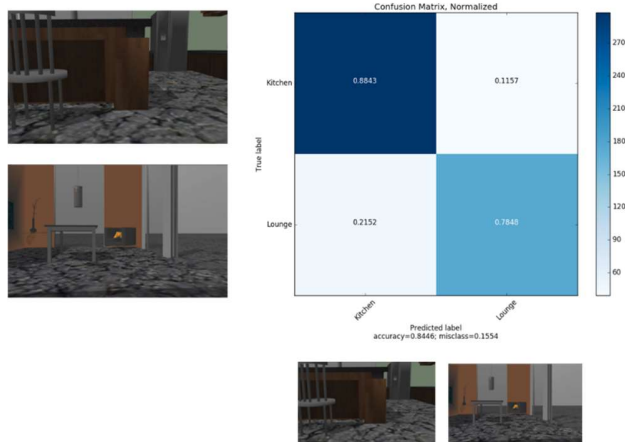 Confusion Matrix, Normalized
Kitchen
0.8843
0.1157
True label
Lounge
0.2152
0.7848
Kitchen
Lounge
Predicted label
accuracy=0.8446; misclass=0.1554
270
240
210
180
150
120
90
60